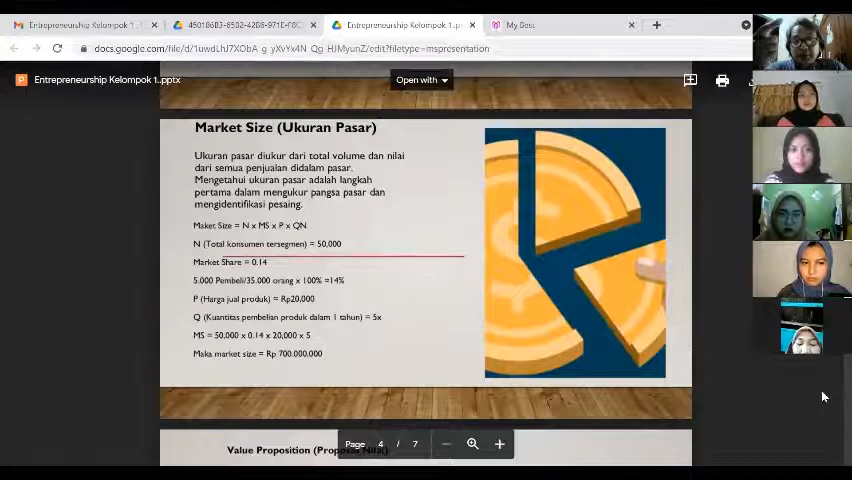 Entrepreneurship Kelompok 1
Entrepreneurship Kelompok 1..p
My Best
docs.google.com/file/d/
/edit?filetype=mspresentation
Entrepreneurship Kelompok 1..pptx
Open with
Market Size (Ukuran Pasar)
Ukuran pasar diukur dari total volume dan nilai
dari semua penjualan didalam pasar.
Mengetahui ukuran pasar adalah langkah
pertama dalam mengukur pangsa pasar dan
mengidentifikasi pesaing.
Maket Size = N x MS x P x QN
N (Total konsumen tersegmen) = 50,000
Market Share = 0.14
5.000 Pembeli/35.000 orang x 100% =14%
P (Harga jual produk) = Rp20,000
Q (Kuantitas pembelian produk dalam 1 tahun) = 5x
MS = 50,000 x 0.14 x 20,000 x 5
Maka market size = Rp 700.000.000
Page 4 / 7
Value Proposition (Proposal Nilai)